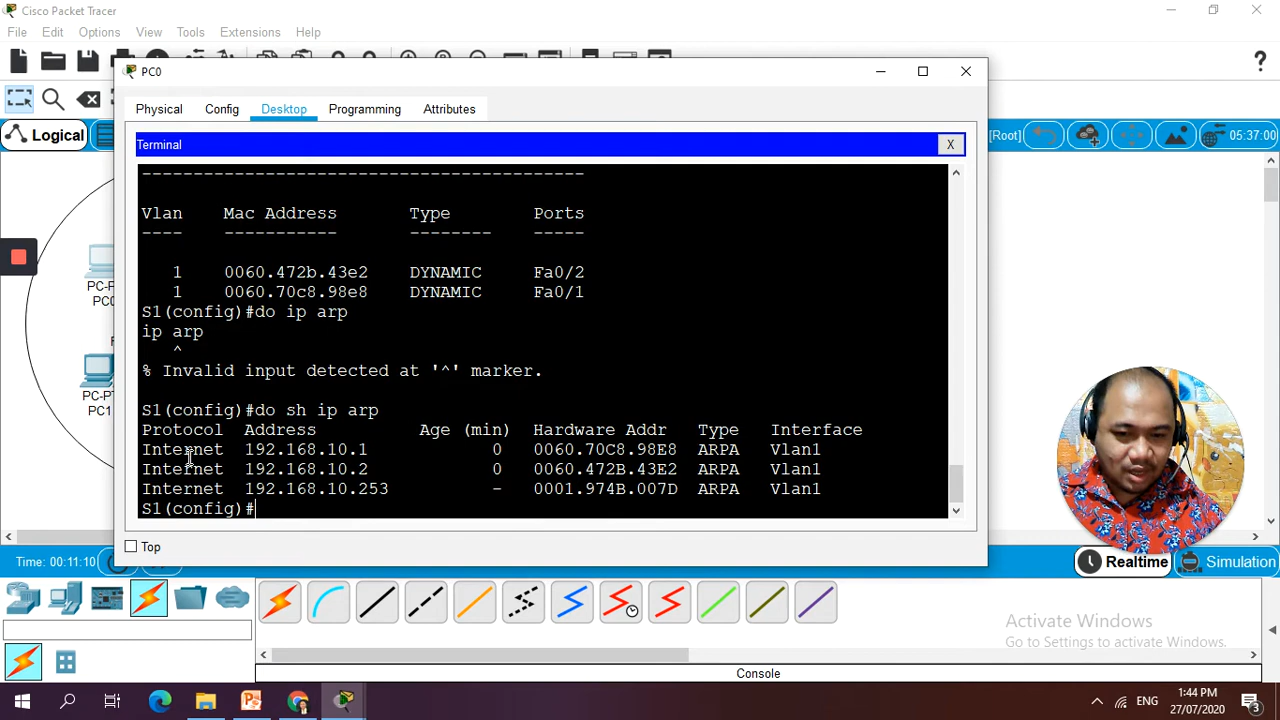 Cisco Packet Tracer
File Edit Options View Tools Extensions Help
PC0
Physical Config Desktop Programming Attributes
Logical
[Root]
05:37:00
Terminal X
--------------------------------------------
Vlan Mac Address Type Ports
---- ----------- -------- -----
1 0060.472b.43e2 DYNAMIC Fa0/2
1 0060.70c8.98e8 DYNAMIC Fa0/1
S1(config)#do ip arp
ip arp
^
% Invalid input detected at '^' marker.
S1(config)#do sh ip arp
Protocol Address Age (min) Hardware Addr Type Interface
Internet 192.168.10.1 0 0060.70C8.98E8 ARPA Vlan1
Internet 192.168.10.2 0 0060.472B.43E2 ARPA Vlan1
Internet 192.168.10.253 - 0001.974B.007D ARPA Vlan1
S1(config)#
PC-P
PC0
PC-PT
PC1
Top
Time: 00:11:10
Realtime
Simulation
Activate Windows
Go to Settings to activate Windows.
Console
ENG
1:44 PM
27/07/2020
3